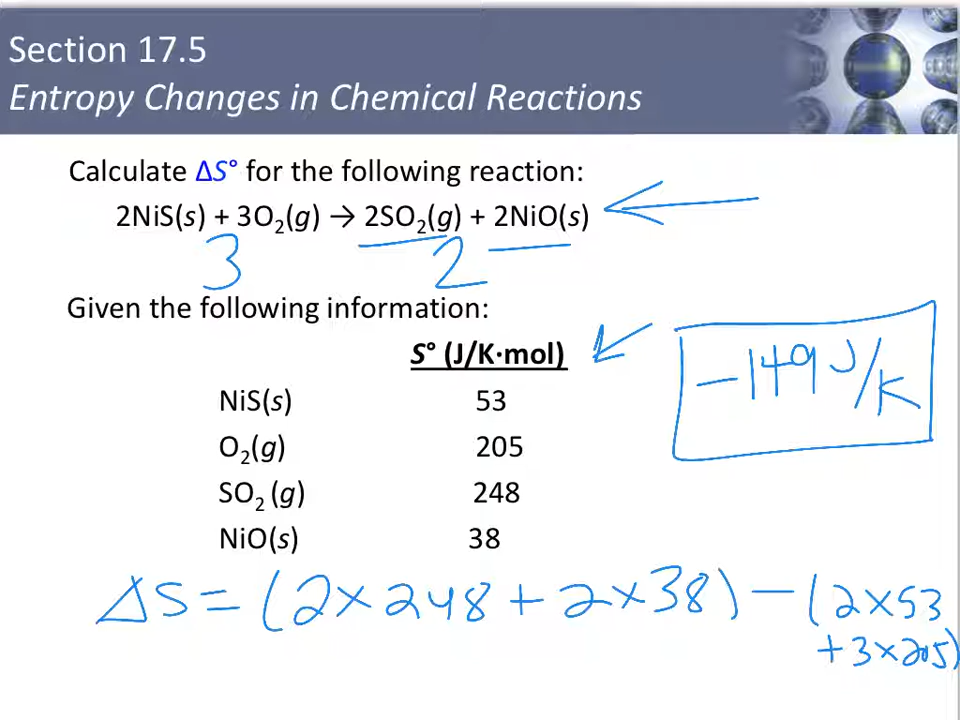 Section 17.5
Entropy Changes in Chemical Reactions
Calculate ΔS° for the following reaction:
2NiS(s) + 3O₂(g) → 2SO₂(g) + 2NiO(s)
3 2
Given the following information:
S° (J/K·mol)
NiS(s) 53
O₂(g) 205
SO₂ (g) 248
NiO(s) 38
-149 J/K
ΔS = (2×248 + 2×38) - (2×53
+3×205)